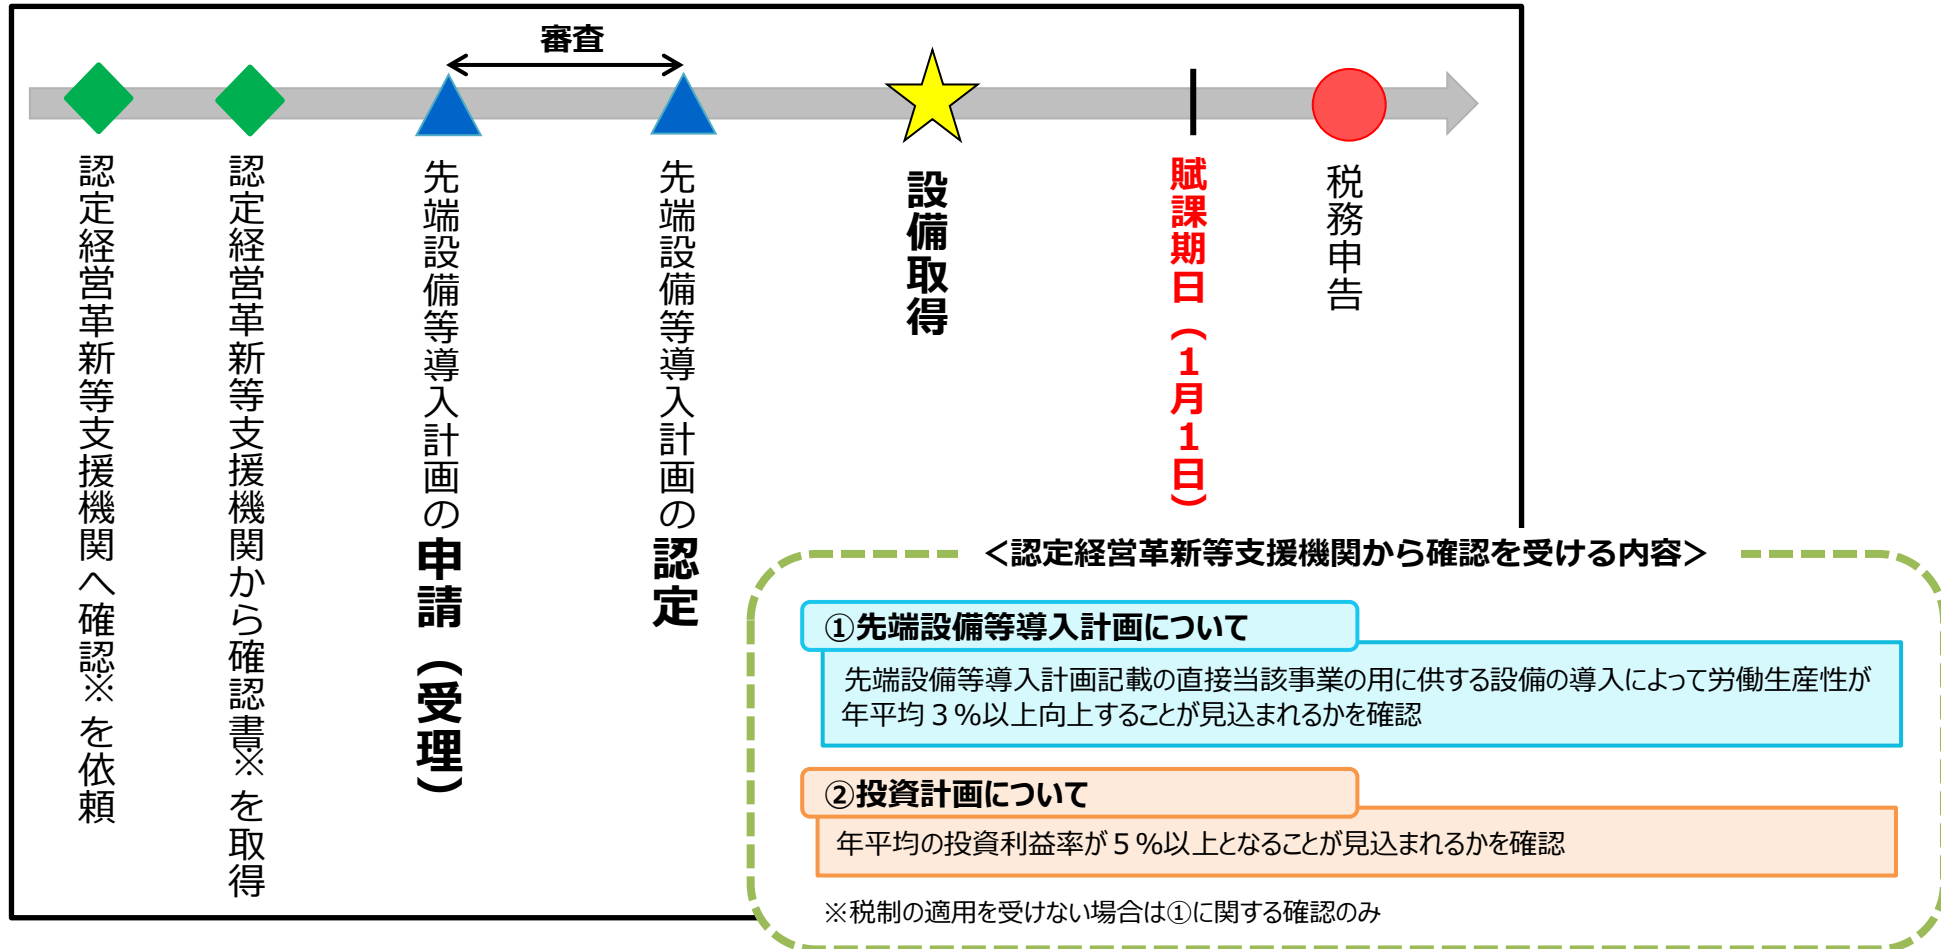 審査
認定経営革新等支援機関へ確認※を依頼
認定経営革新等支援機関から確認書※を取得
先端設備等導入計画の申請（受理）
先端設備等導入計画の認定
設備取得
賦課期日（１月１日）
税務申告
＜認定経営革新等支援機関から確認を受ける内容＞
①先端設備等導入計画について
先端設備等導入計画記載の直接当該事業の用に供する設備の導入によって労働生産性が
年平均３％以上向上することが見込まれるかを確認
②投資計画について
年平均の投資利益率が５％以上となることが見込まれるかを確認
※税制の適用を受けない場合は①に関する確認のみ